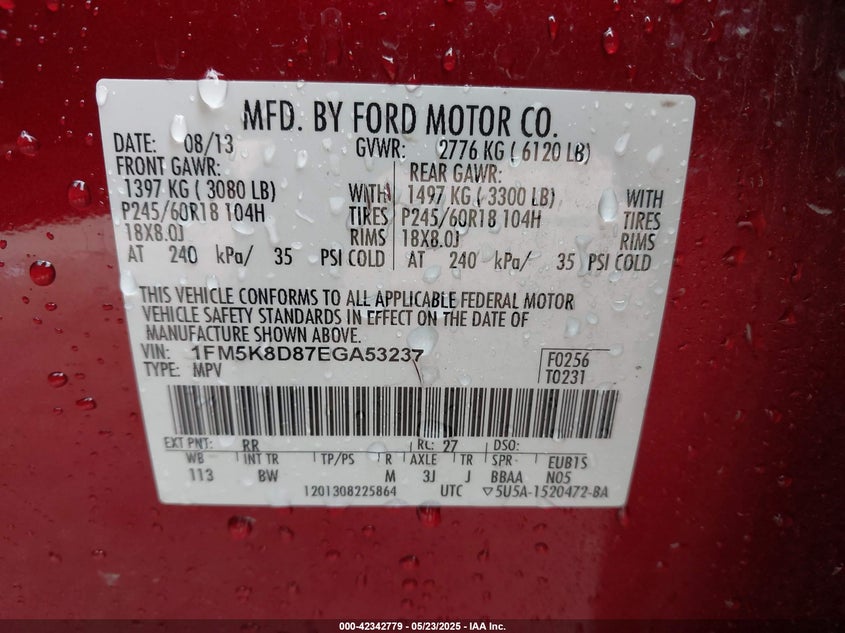 MFD. BY FORD MOTOR CO.
DATE: 08/13 GVWR: 2776 KG ( 6120 LB)
FRONT GAWR: REAR GAWR:
1397 KG ( 3080 LB) WITH 1497 KG ( 3300 LB) WITH
P245/60R18 104H TIRES P245/60R18 104H TIRES
18X8.0J RIMS 18X8.0J RIMS
AT 240 kPa/ 35 PSI COLD AT 240 kPa/ 35 PSI COLD
THIS VEHICLE CONFORMS TO ALL APPLICABLE FEDERAL MOTOR
VEHICLE SAFETY STANDARDS IN EFFECT ON THE DATE OF
MANUFACTURE SHOWN ABOVE.
VIN: 1FM5K8D87EGA53237 F0256
TYPE: MPV T0231
EXT PNT: RR RC: 27 DSO:
WB INT TR TP/PS R AXLE TR SPR EUB1S
113 BW M 3J J BBAA N05
1201308225864 UTC ▽5U5A-1520472-BA
000-42342779 — 05/23/2025 — IAA Inc.